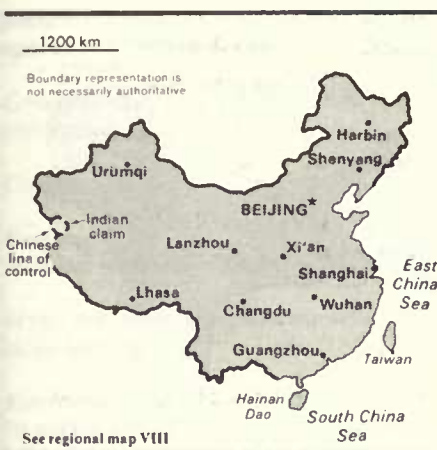 1200 km
Boundary representation is
not necessarily authoritative
Harbin
Shenyang
Urumqi
BEIJING
Indian
claim
Chinese
lina of
control
Lanzhou
Xi'an
Shanghai
East
China
Sea
Lhasa
Changdu
Wuhan
Guangzhou
Taiwan
Hainan
Dao
South China
Sea
See regional map VIII